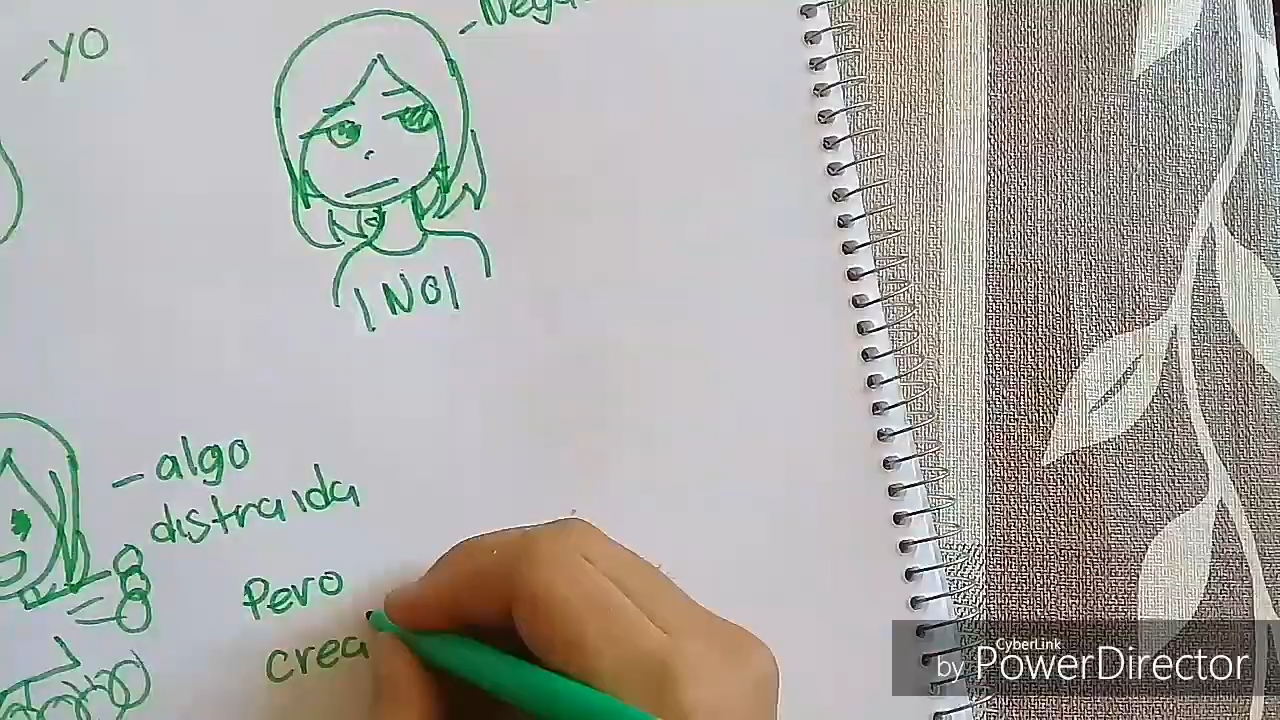 -YO
NO
-algo
distraida
Pero
crea
CyberLink
by PowerDirector